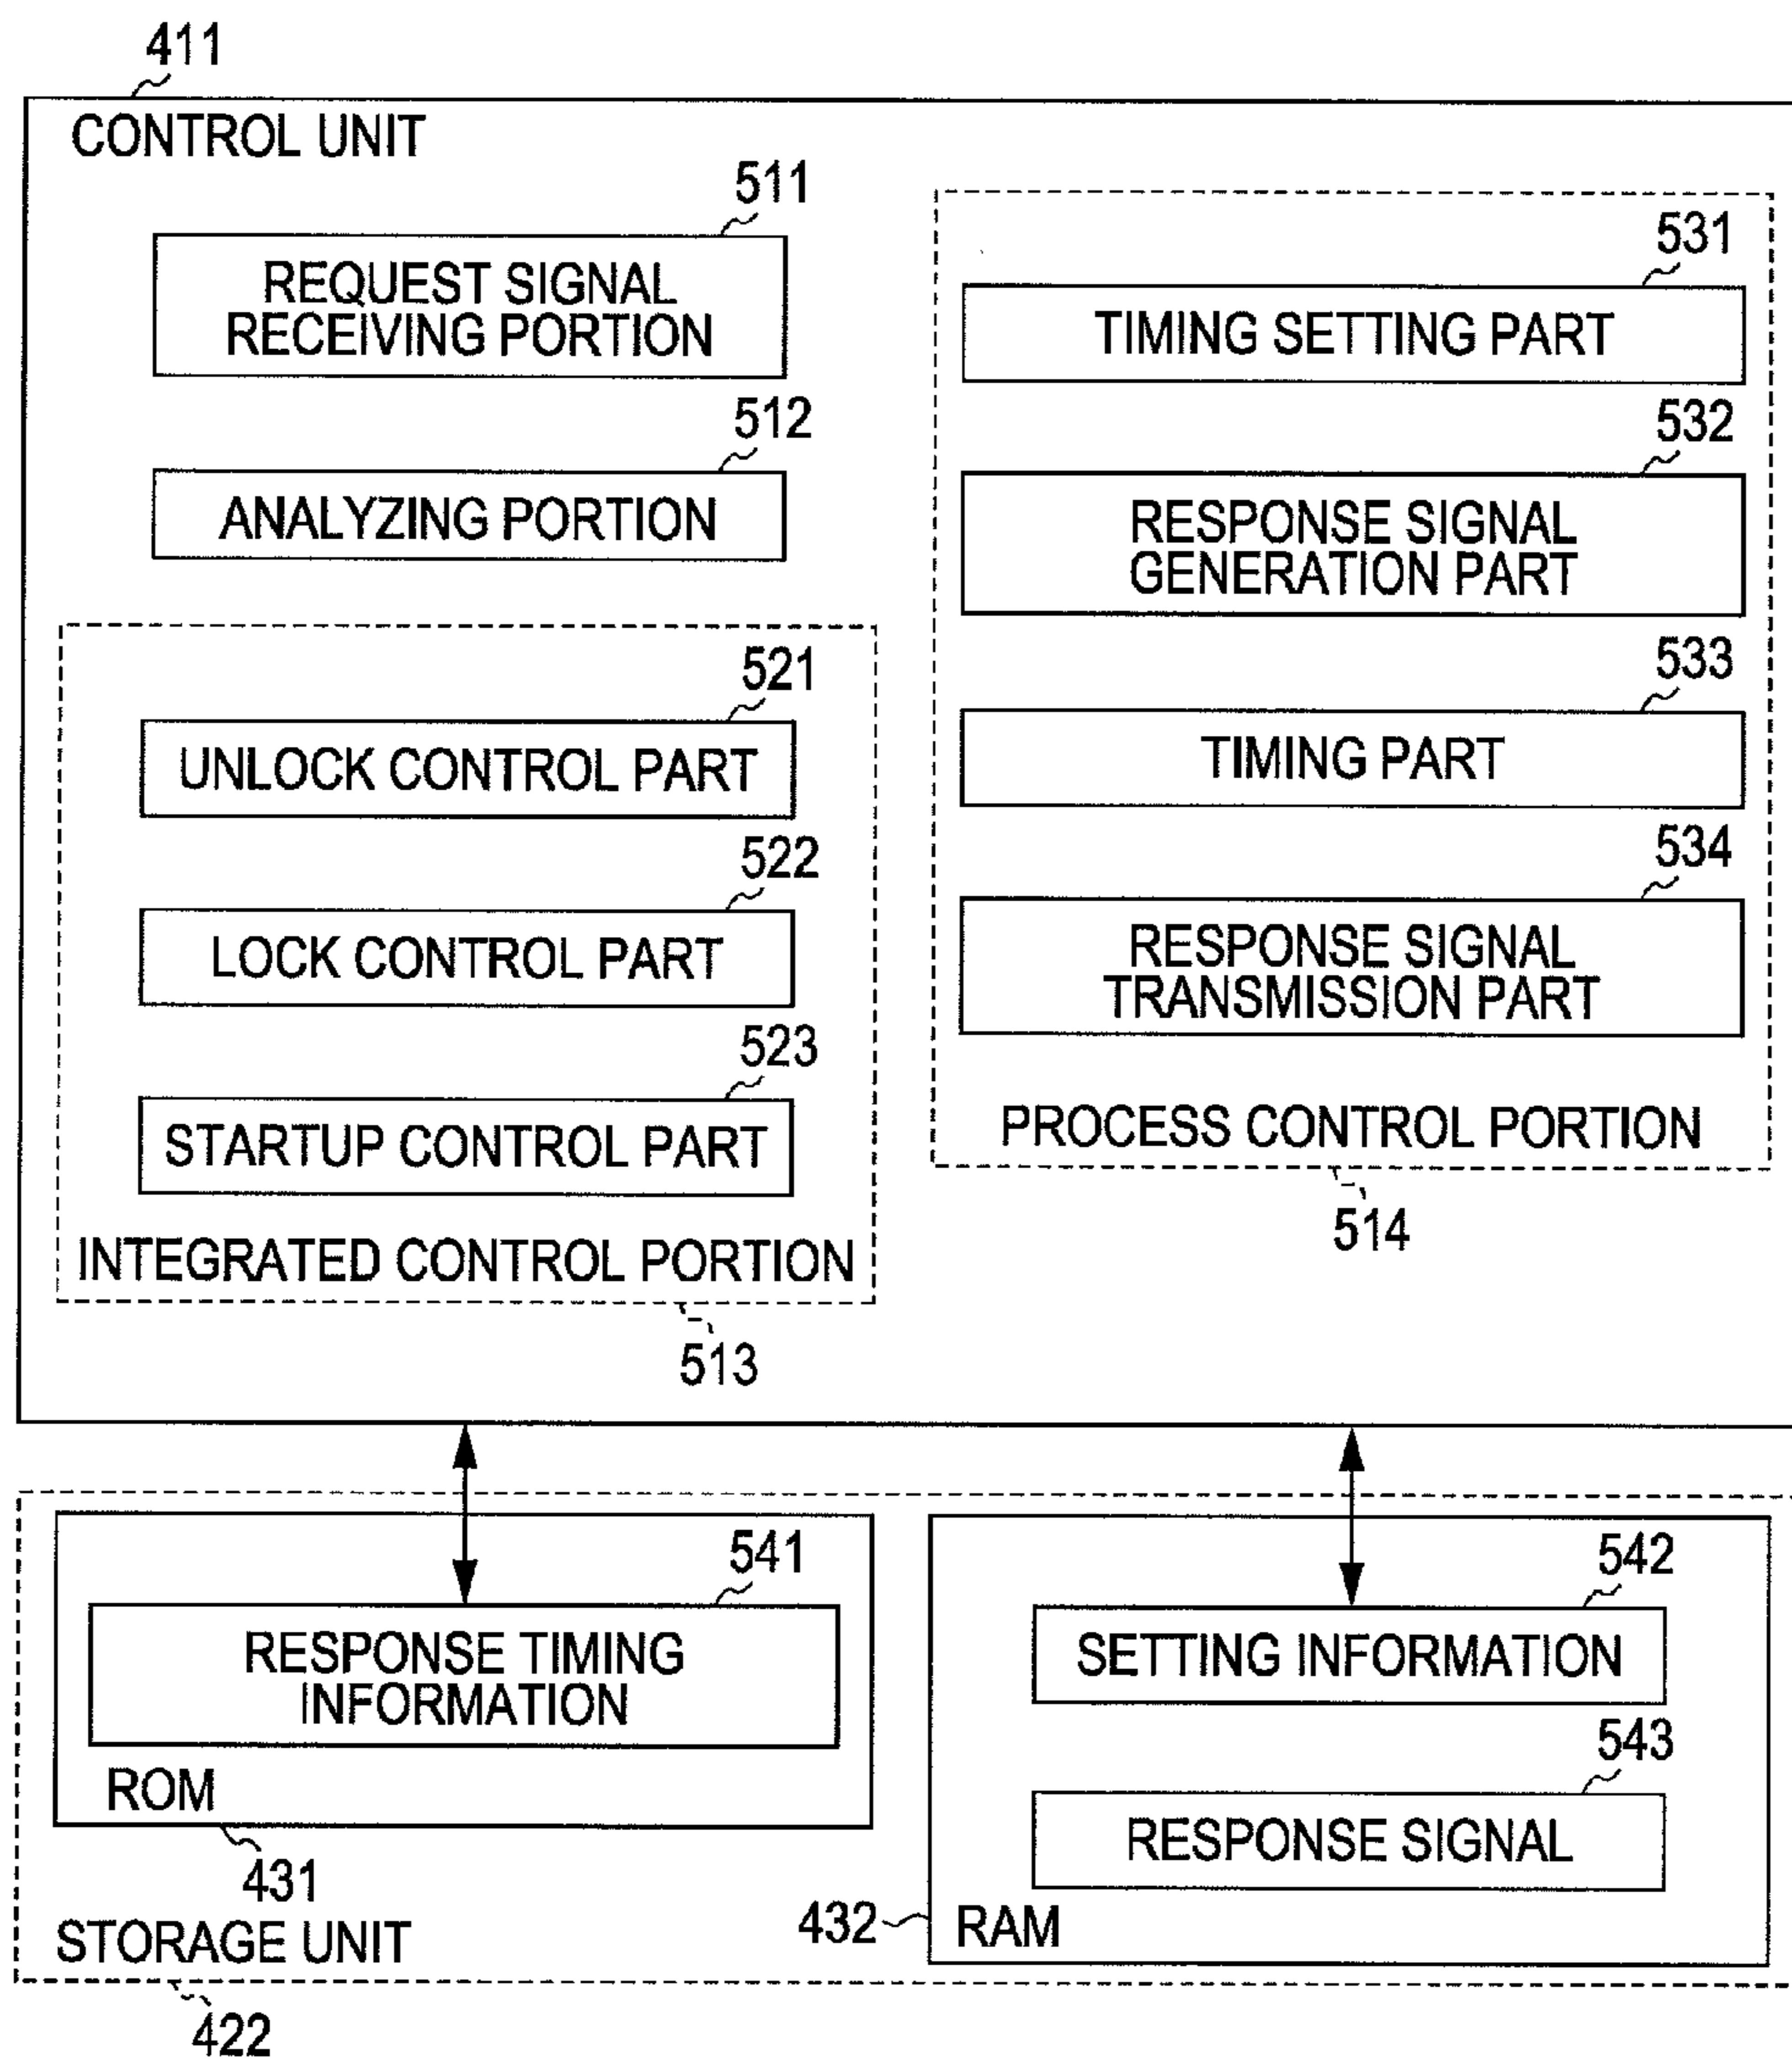 411
CONTROL UNIT
511
REQUEST SIGNAL
RECEIVING PORTION
512
ANALYZING PORTION
521
UNLOCK CONTROL PART
522
LOCK CONTROL PART
523
STARTUP CONTROL PART
INTEGRATED CONTROL PORTION
513
531
TIMING SETTING PART
532
RESPONSE SIGNAL
GENERATION PART
533
TIMING PART
534
RESPONSE SIGNAL
TRANSMISSION PART
PROCESS CONTROL PORTION
514
541
RESPONSE TIMING
INFORMATION
ROM
431
542
SETTING INFORMATION
543
RESPONSE SIGNAL
432
RAM
STORAGE UNIT
422